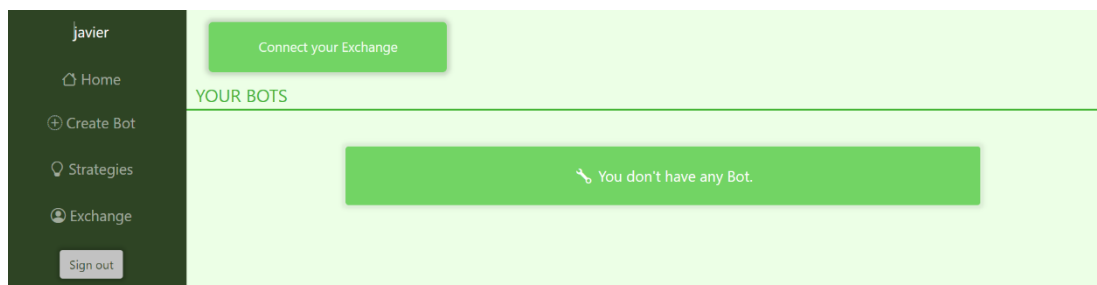 javier
Home
Create Bot
Strategies
Exchange
Sign out
Connect your Exchange
YOUR BOTS
You don't have any Bot.